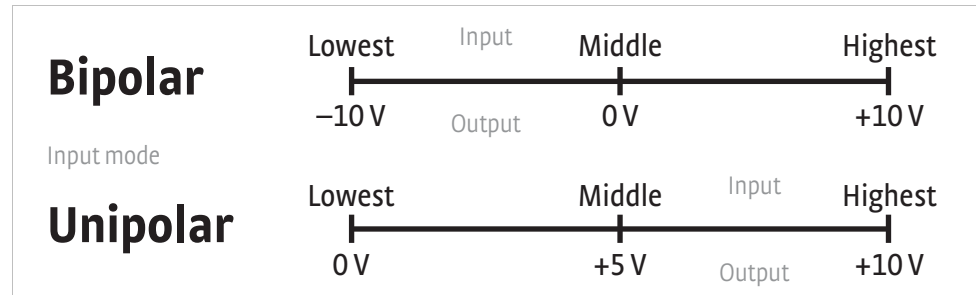 Bipolar
Lowest Input Middle Highest
–10 V Output 0 V +10 V
Input mode
Unipolar
Lowest Middle Input Highest
0 V +5 V Output +10 V